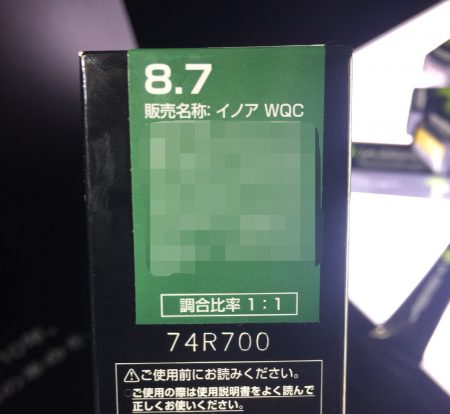 8.7
販売名称: イノア WQC
調合比率 1:1
74R700
⚠ご使用前にお読みください。
○ご使用の際は使用説明書をよく読んで
正しくお使いください。